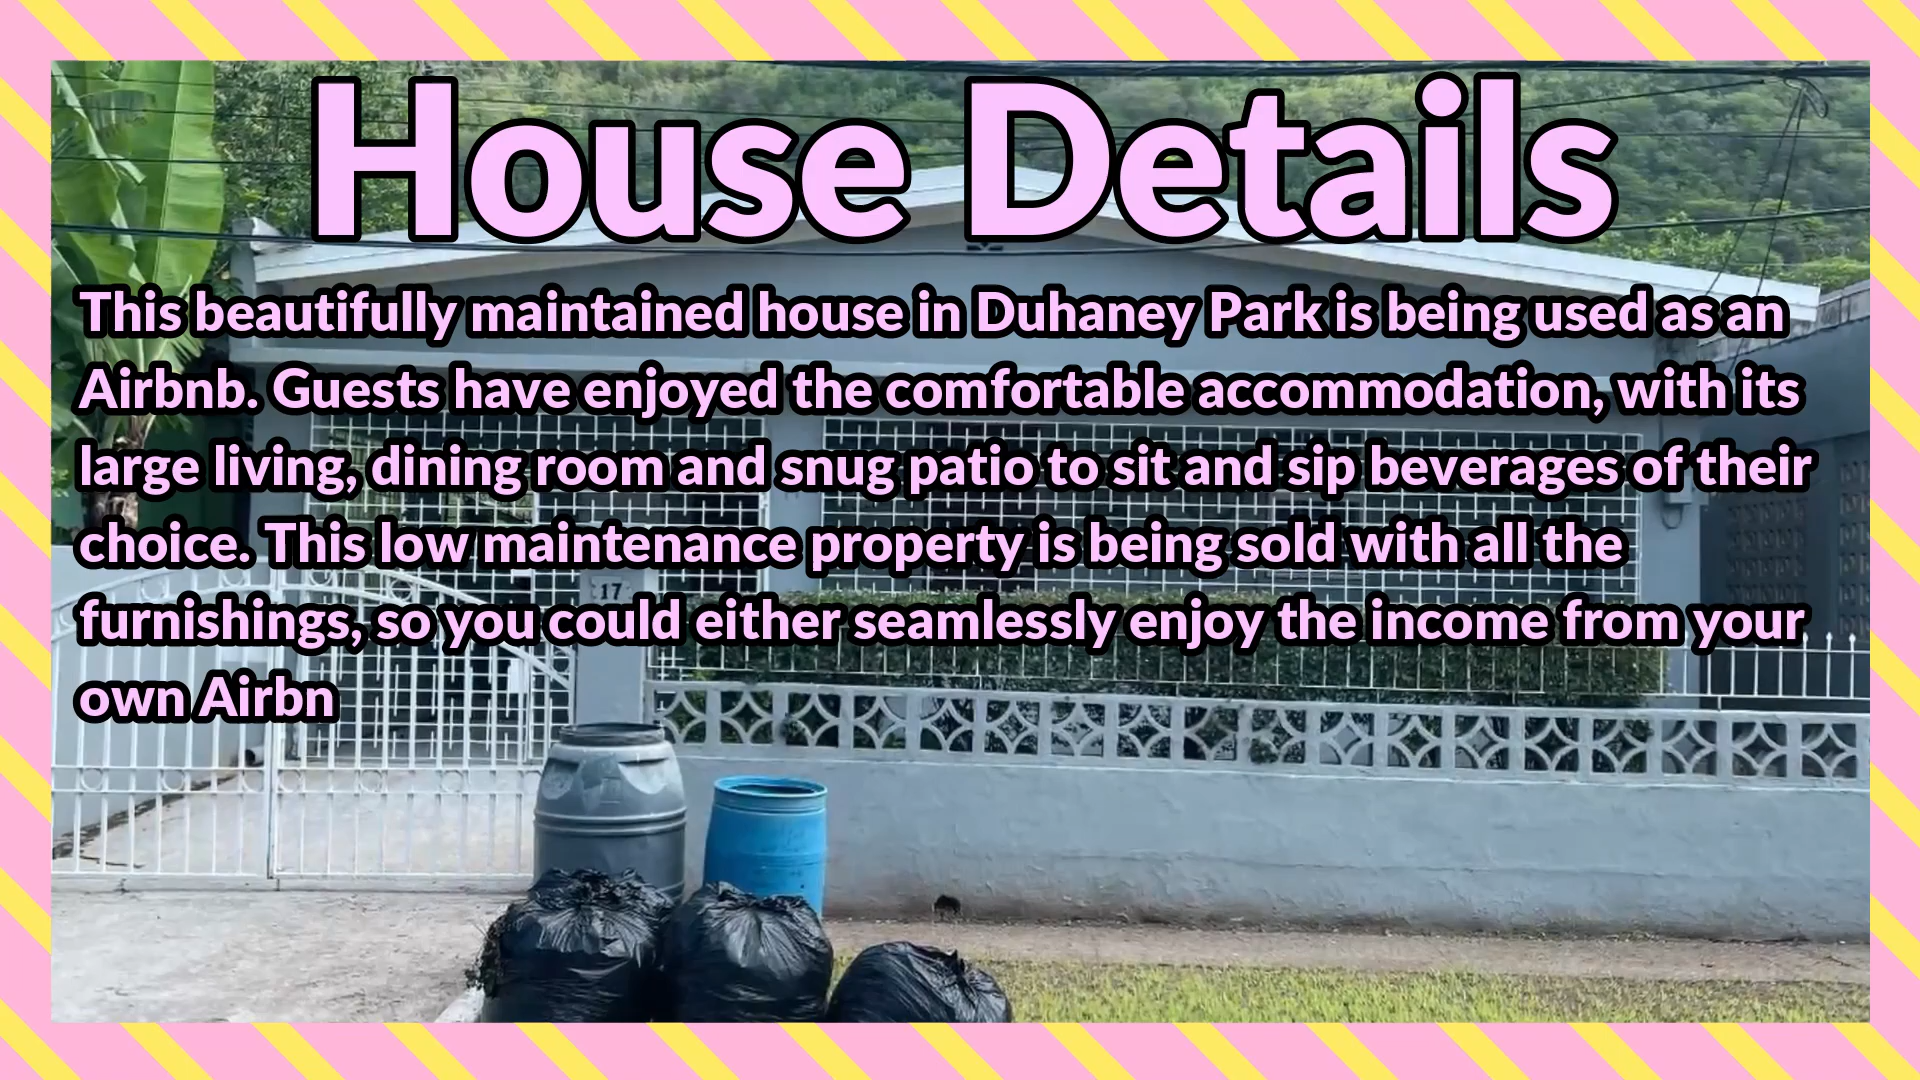 House Details
This beautifully maintained house in Duhaney Park is being used as an
Airbnb. Guests have enjoyed the comfortable accommodation, with its
large living, dining room and snug patio to sit and sip beverages of their
choice. This low maintenance property is being sold with all the
furnishings, so you could either seamlessly enjoy the income from your
own Airbn
17